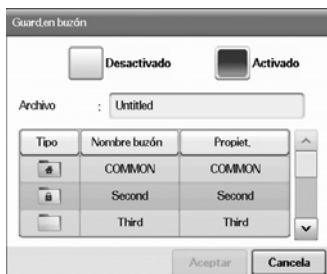 Guard.en buzón
Desactivado Activado
Archivo : Untitled
Tipo Nombre buzón Propiet.
COMMON COMMON
Second Second
Third Third
Aceptar Cancela